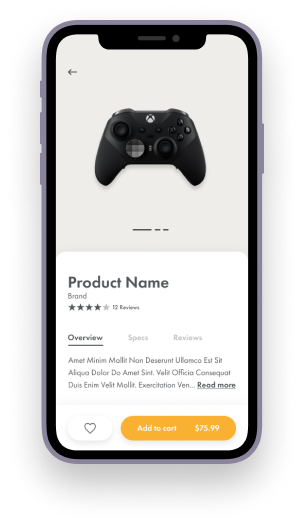 Product Name
Brand
12 Reviews
Overview Specs Reviews
Amet Minim Mollit Non Deserunt Ullamco Est Sit
Aliqua Dolor Do Amet Sint. Velit Officia Consequat
Duis Enim Velit Mollit. Exercitation Ven... Read more
Add to cart $75.99